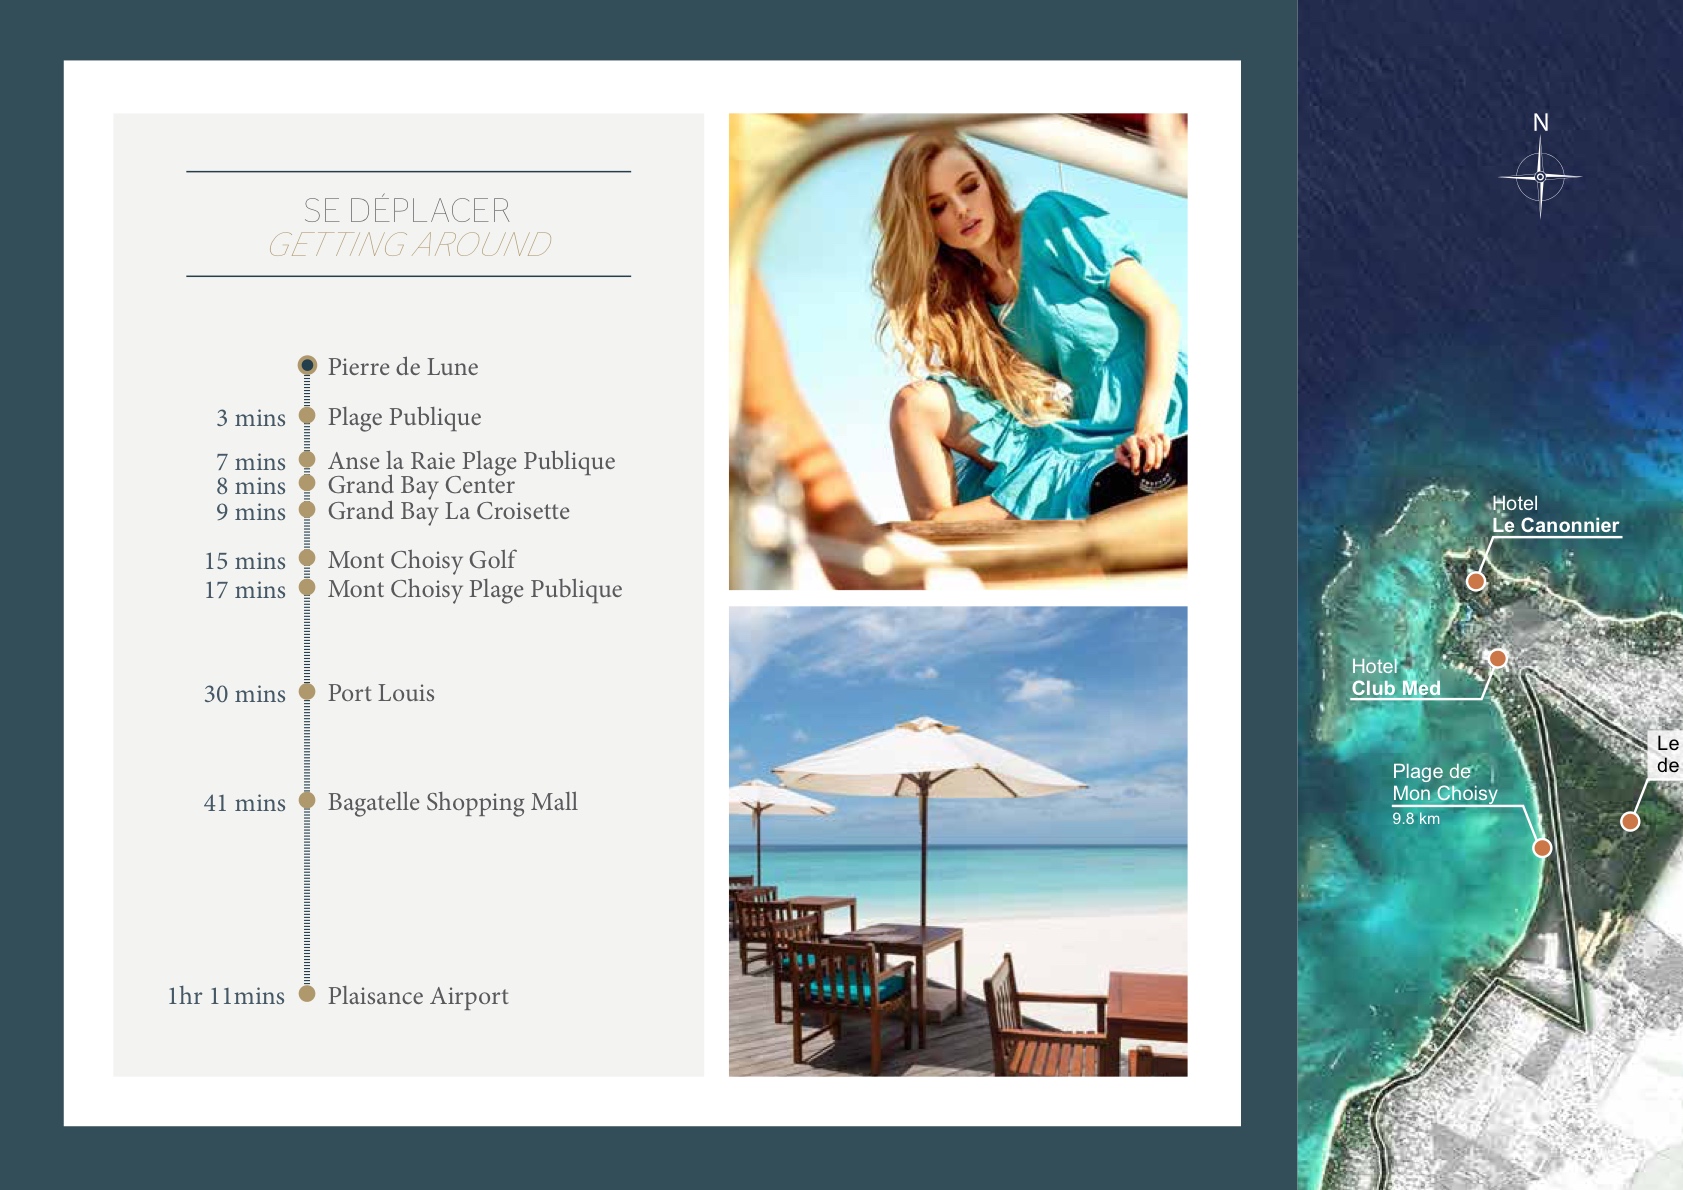 SE DÉPLACER
GETTING AROUND
Pierre de Lune
3 mins Plage Publique
7 mins Anse la Raie Plage Publique
8 mins Grand Bay Center
9 mins Grand Bay La Croisette
15 mins Mont Choisy Golf
17 mins Mont Choisy Plage Publique
30 mins Port Louis
41 mins Bagatelle Shopping Mall
1hr 11mins Plaisance Airport
N
Hotel
Le Canonnier
Hotel
Club Med
Le
de
Plage de
Mon Choisy
9.8 km